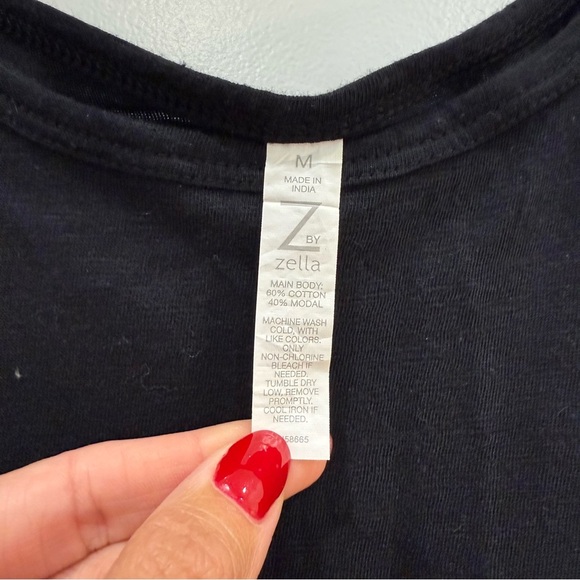 M
MADE IN
INDIA
Z BY
zella
MAIN BODY:
60% COTTON
40% MODAL
MACHINE WASH
COLD, WITH
LIKE COLORS.
ONLY
NON-CHLORINE
BLEACH IF
NEEDED.
TUMBLE DRY
LOW, REMOVE
PROMPTLY.
COOL IRON IF
NEEDED.